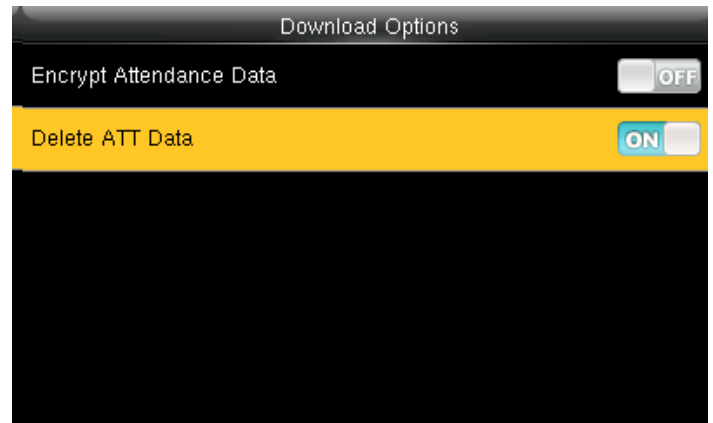 Download Options
Encrypt Attendance Data OFF
Delete ATT Data ON